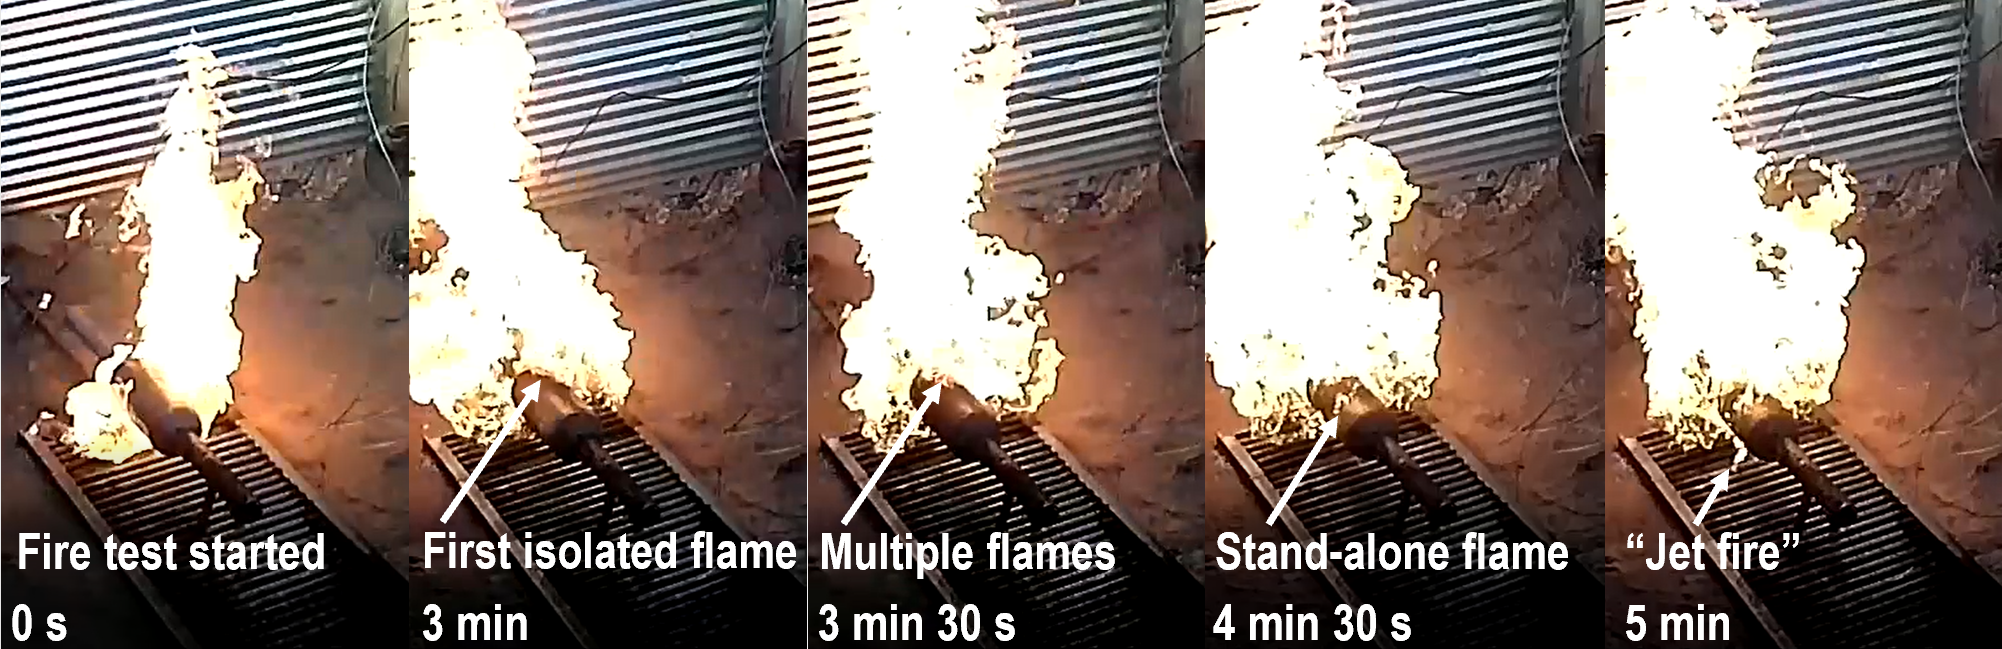 Fire test started
0 s
First isolated flame
3 min
Multiple flames
3 min 30 s
Stand-alone flame
4 min 30 s
“Jet fire”
5 min